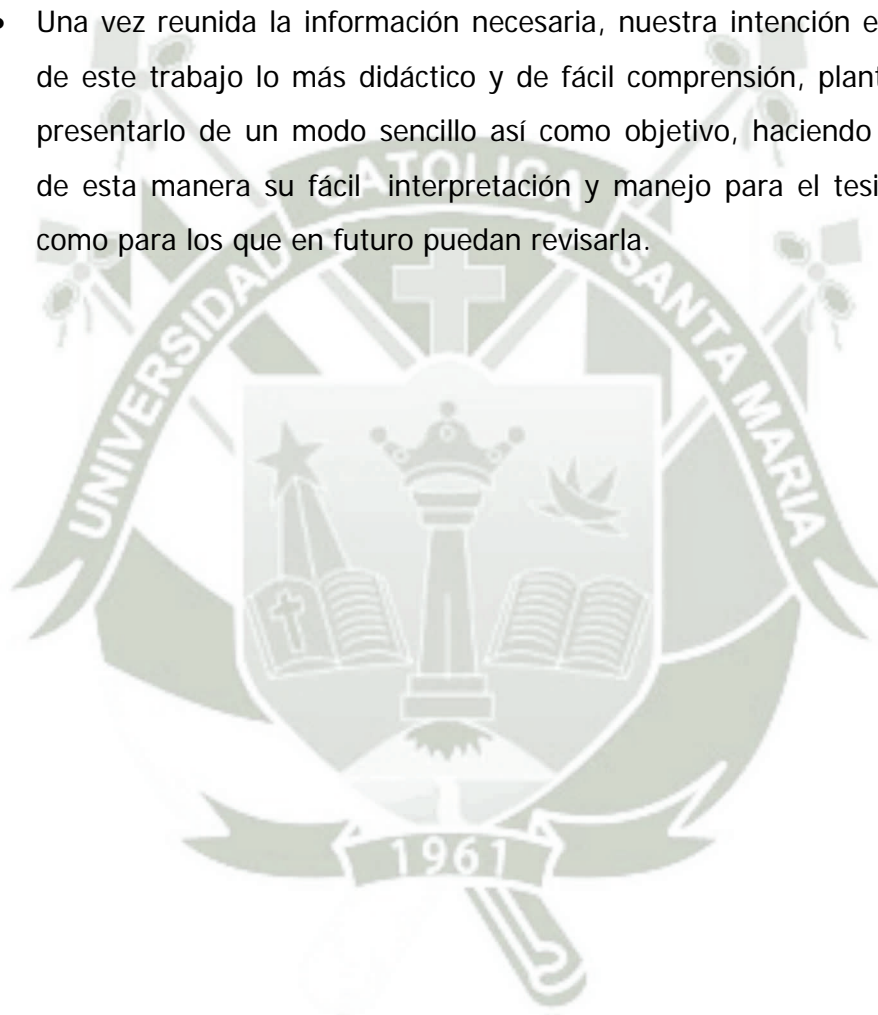 • Una vez reunida la información necesaria, nuestra intención e
de este trabajo lo más didáctico y de fácil comprensión, plant
presentarlo de un modo sencillo así como objetivo, haciendo
de esta manera su fácil interpretación y manejo para el tesi
como para los que en futuro puedan revisarla.
UNIVERSIDAD CATOLICA SANTA MARIA
1961